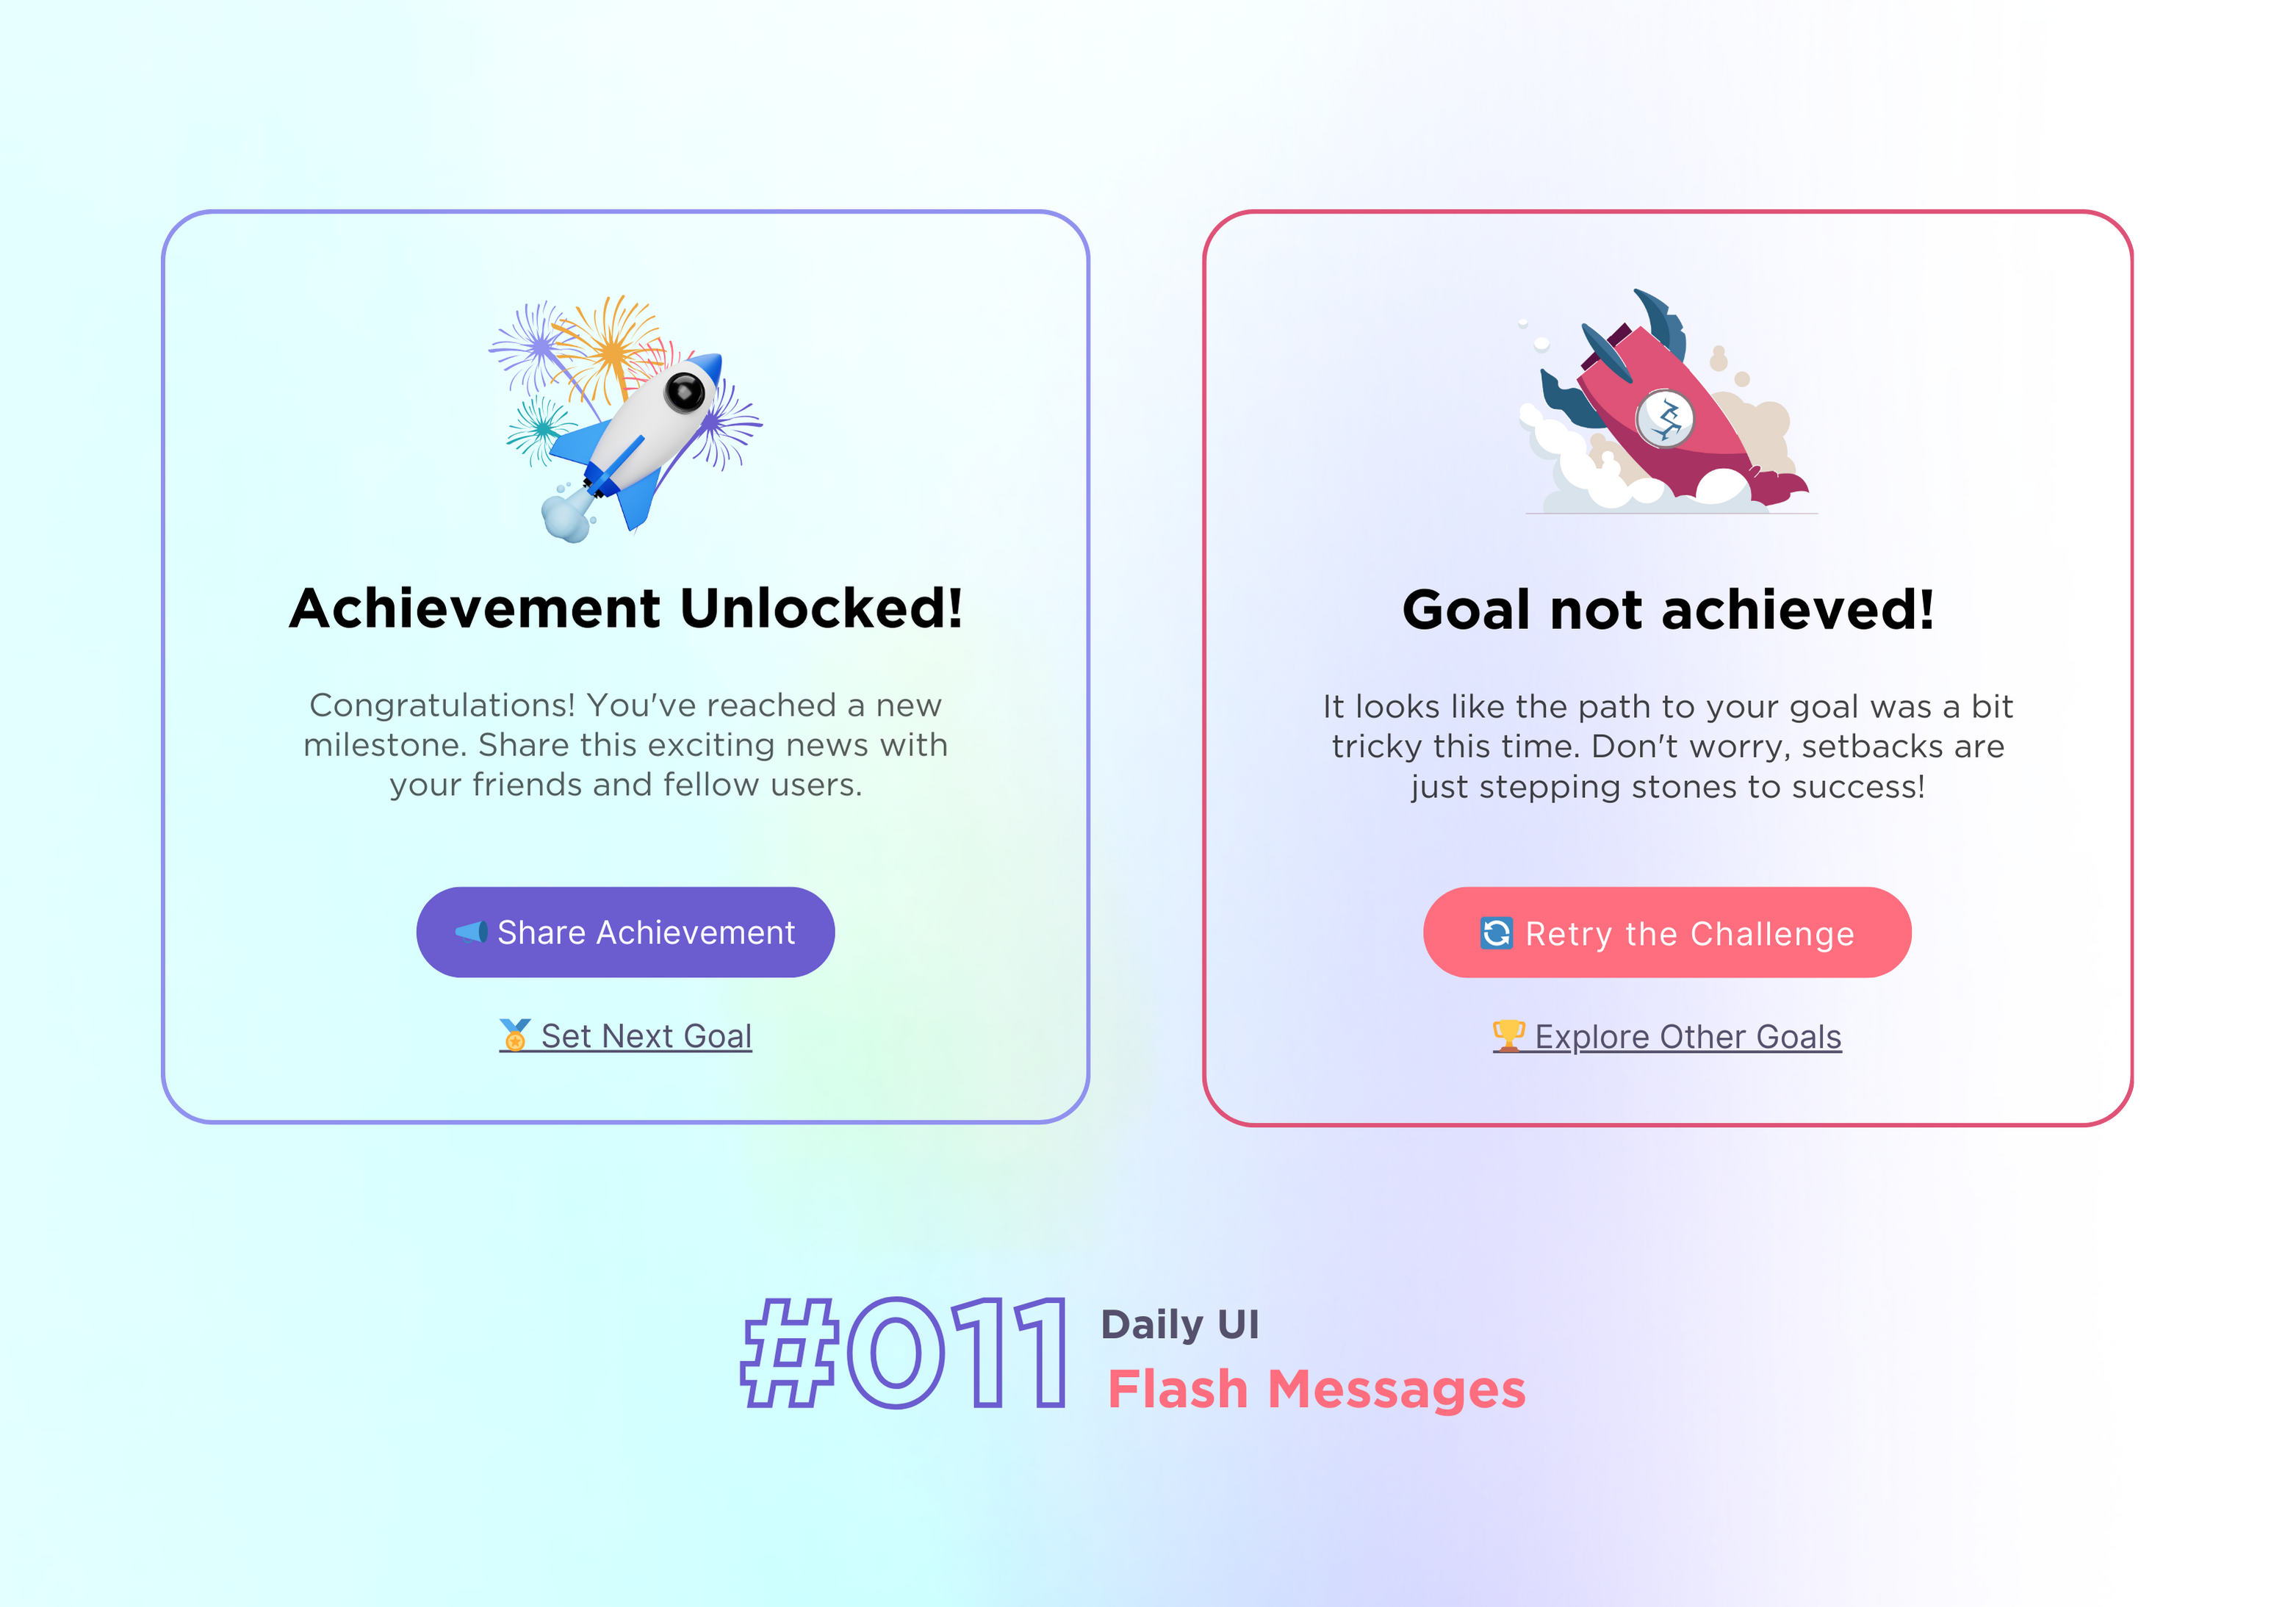 Achievement Unlocked!
Congratulations! You've reached a new
milestone. Share this exciting news with
your friends and fellow users.
Share Achievement
Set Next Goal
Goal not achieved!
It looks like the path to your goal was a bit
tricky this time. Don't worry, setbacks are
just stepping stones to success!
Retry the Challenge
Explore Other Goals
#011
Daily UI
Flash Messages